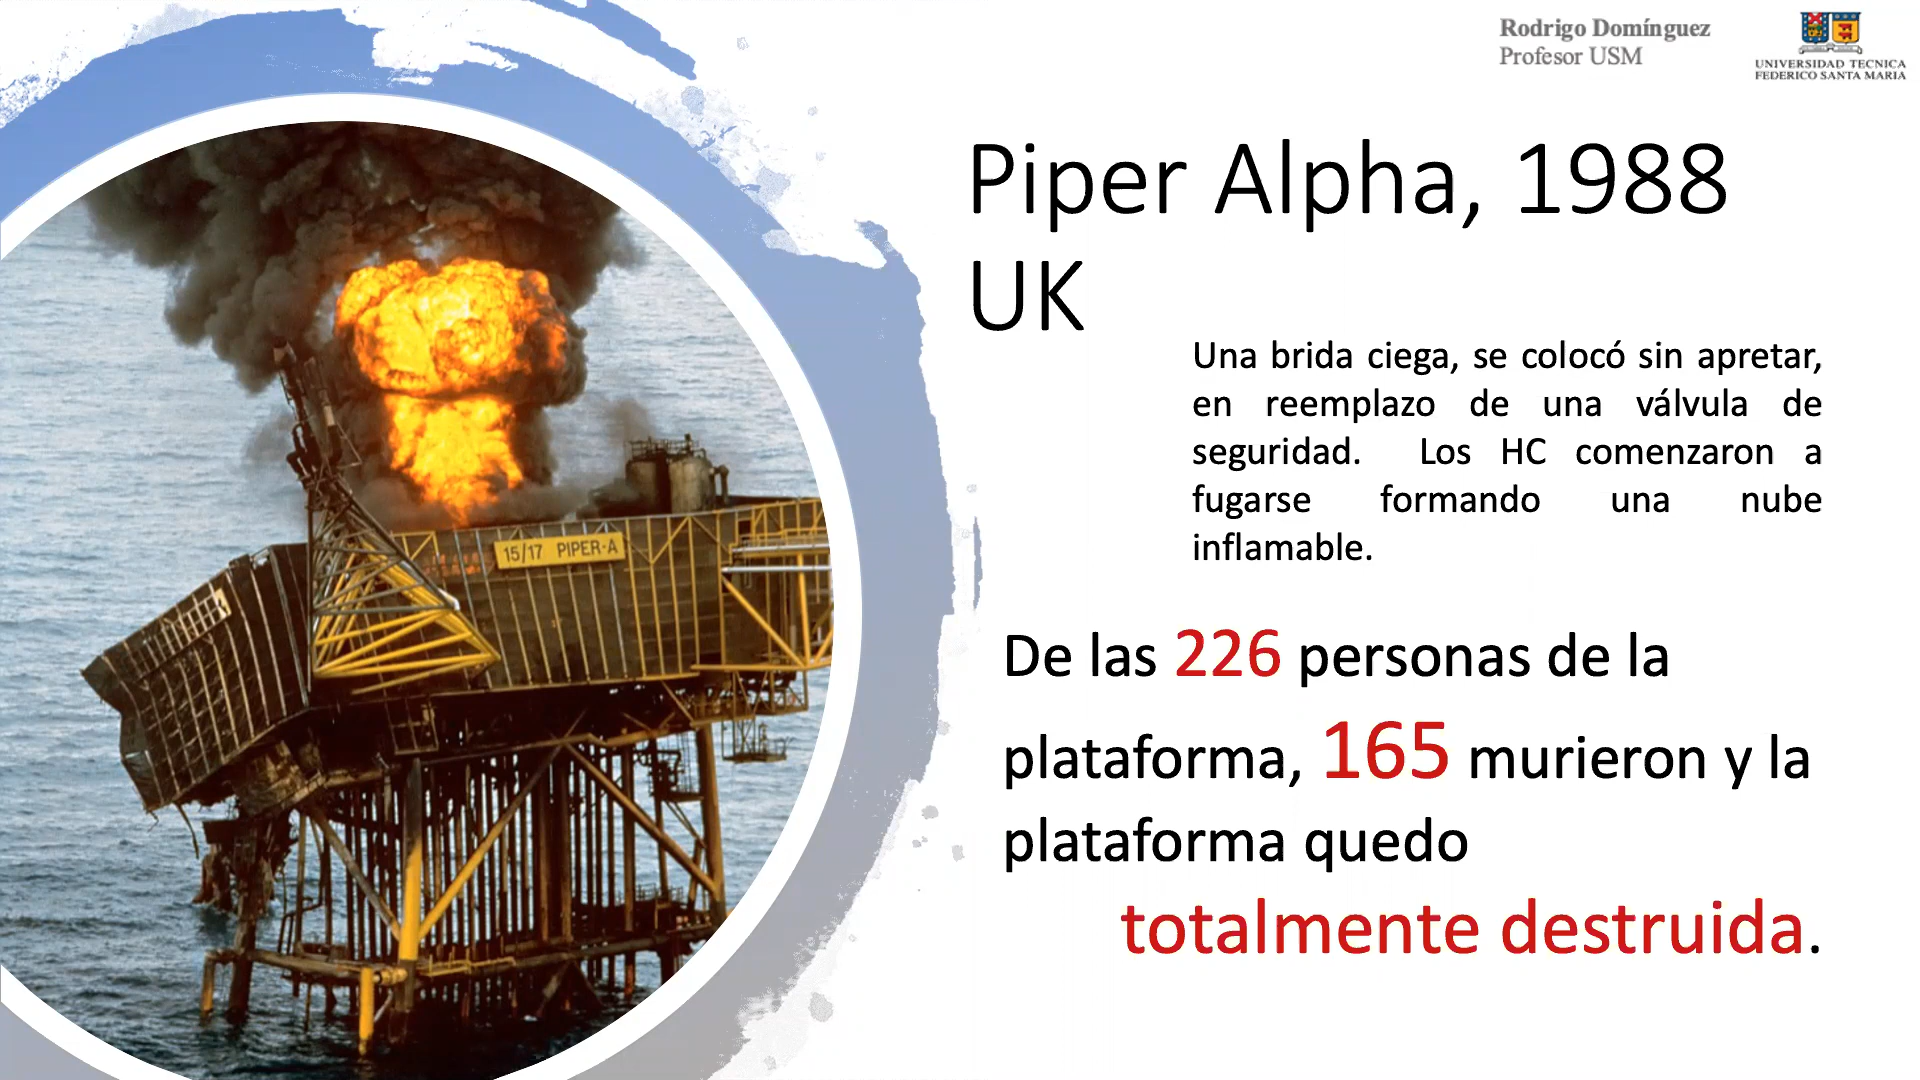 Rodrigo Domínguez
Profesor USM
UNIVERSIDAD TECNICA
FEDERICO SANTA MARIA
Piper Alpha, 1988
UK
Una brida ciega, se colocó sin apretar,
en reemplazo de una válvula de
seguridad. Los HC comenzaron a
fugarse formando una nube
inflamable.
15/17 PIPER-A
De las 226 personas de la
plataforma, 165 murieron y la
plataforma quedo
totalmente destruida.